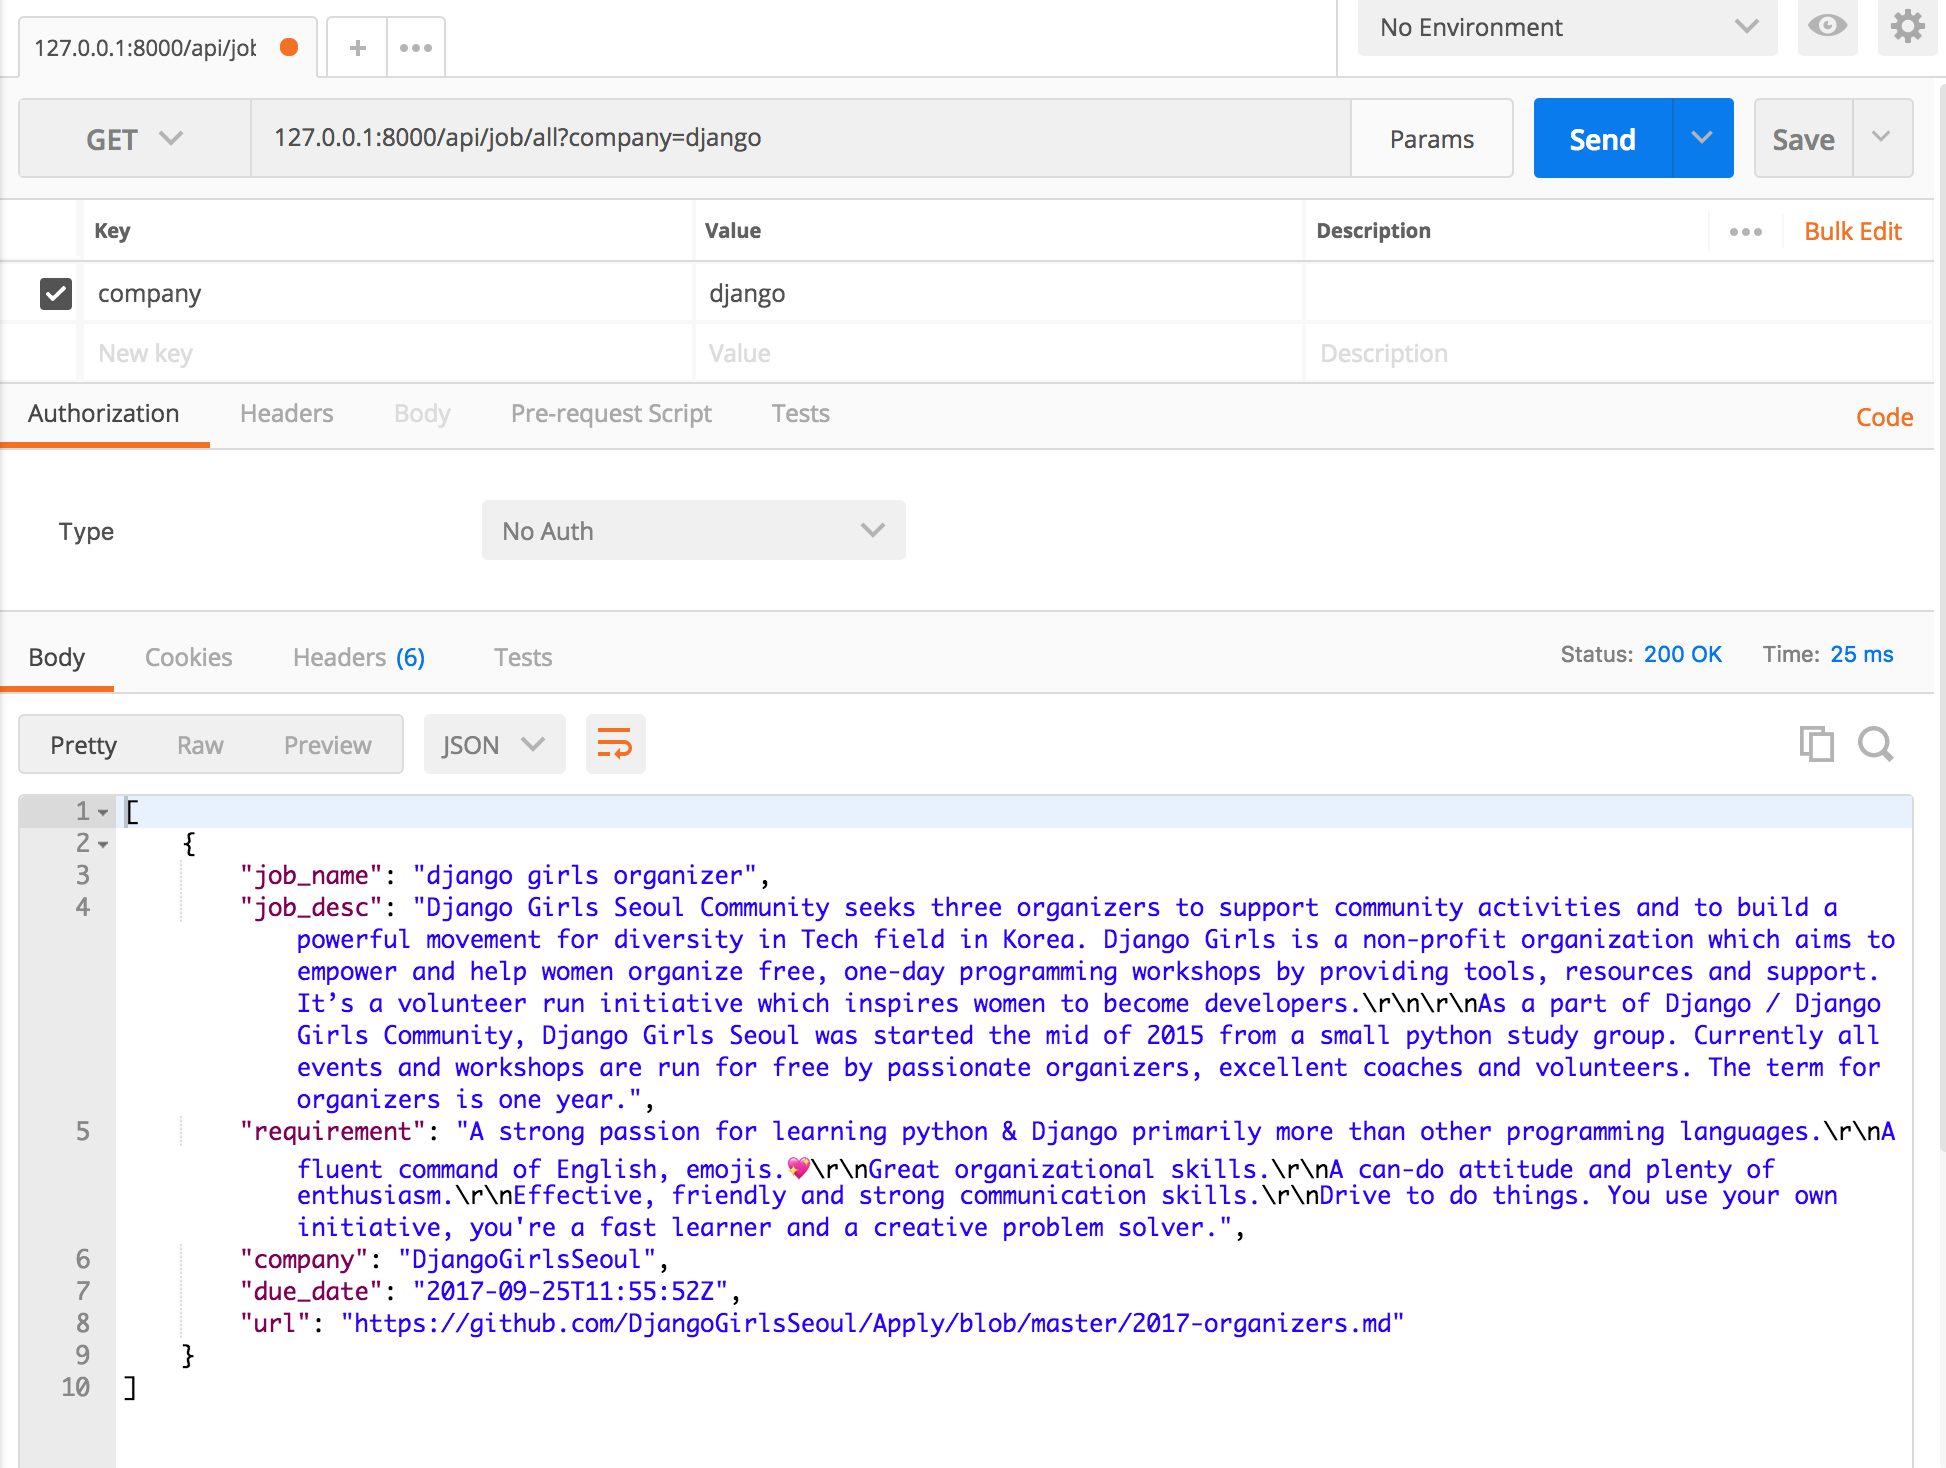 127.0.0.1:8000/api/job
No Environment
GET
127.0.0.1:8000/api/job/all?company=django
Params
Send
Save
Key
Value
Description
Bulk Edit
company
django
New key
Value
Description
Authorization
Headers
Body
Pre-request Script
Tests
Code
Type
No Auth
Body
Cookies
Headers (6)
Tests
Status: 200 OK
Time: 25 ms
Pretty
Raw
Preview
JSON
1 [
2 {
3 "job_name": "django girls organizer",
4 "job_desc": "Django Girls Seoul Community seeks three organizers to support community activities and to build a
powerful movement for diversity in Tech field in Korea. Django Girls is a non-profit organization which aims to
empower and help women organize free, one-day programming workshops by providing tools, resources and support.
It’s a volunteer run initiative which inspires women to become developers.\r\n\r\nAs a part of Django / Django
Girls Community, Django Girls Seoul was started the mid of 2015 from a small python study group. Currently all
events and workshops are run for free by passionate organizers, excellent coaches and volunteers. The term for
organizers is one year.",
5 "requirement": "A strong passion for learning python & Django primarily more than other programming languages.\r\nA
fluent command of English, emojis.💖\r\nGreat organizational skills.\r\nA can-do attitude and plenty of
enthusiasm.\r\nEffective, friendly and strong communication skills.\r\nDrive to do things. You use your own
initiative, you're a fast learner and a creative problem solver.",
6 "company": "DjangoGirlsSeoul",
7 "due_date": "2017-09-25T11:55:52Z",
8 "url": "https://github.com/DjangoGirlsSeoul/Apply/blob/master/2017-organizers.md"
9 }
10 ]